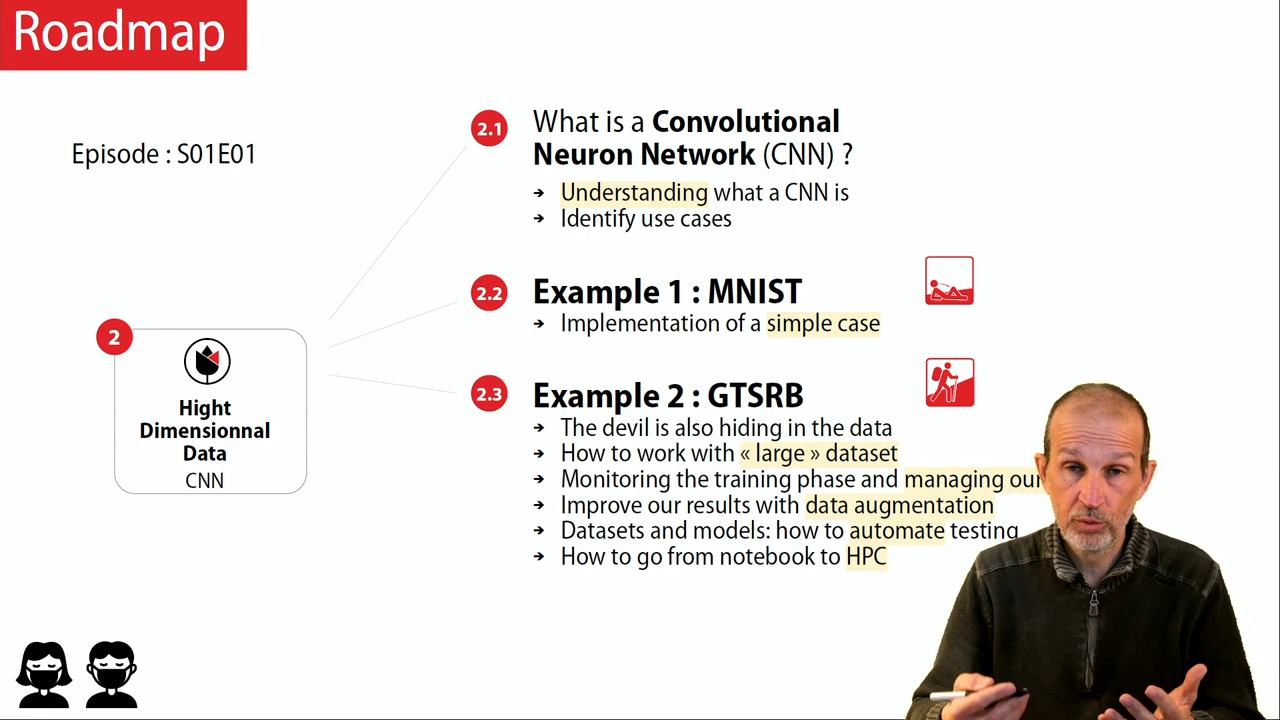 Roadmap
Episode : S01E01
2.1
What is a Convolutional
Neuron Network (CNN) ?
➔ Understanding what a CNN is
➔ Identify use cases
2.2
Example 1 : MNIST
➔ Implementation of a simple case
2
Hight
Dimensionnal
Data
CNN
2.3
Example 2 : GTSRB
➔ The devil is also hiding in the data
➔ How to work with « large » dataset
➔ Monitoring the training phase and managing our
➔ Improve our results with data augmentation
➔ Datasets and models: how to automate testing
➔ How to go from notebook to HPC